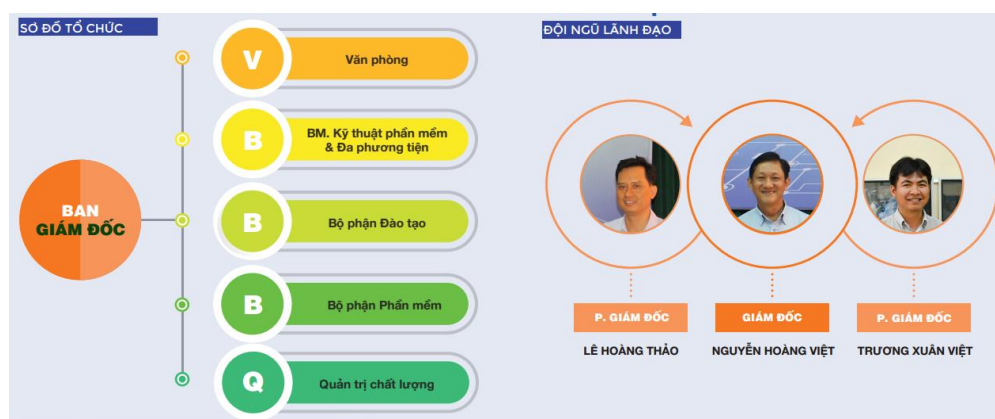 SƠ ĐỒ TỔ CHỨC
BAN
GIÁM ĐỐC
V
Văn phòng
B
BM. Kỹ thuật phần mềm
& Đa phương tiện
B
Bộ phận Đào tạo
B
Bộ phận Phần mềm
Q
Quản trị chất lượng
ĐỘI NGŨ LÃNH ĐẠO
P. GIÁM ĐỐC
LÊ HOÀNG THẢO
GIÁM ĐỐC
NGUYỄN HOÀNG VIỆT
P. GIÁM ĐỐC
TRƯƠNG XUÂN VIỆT